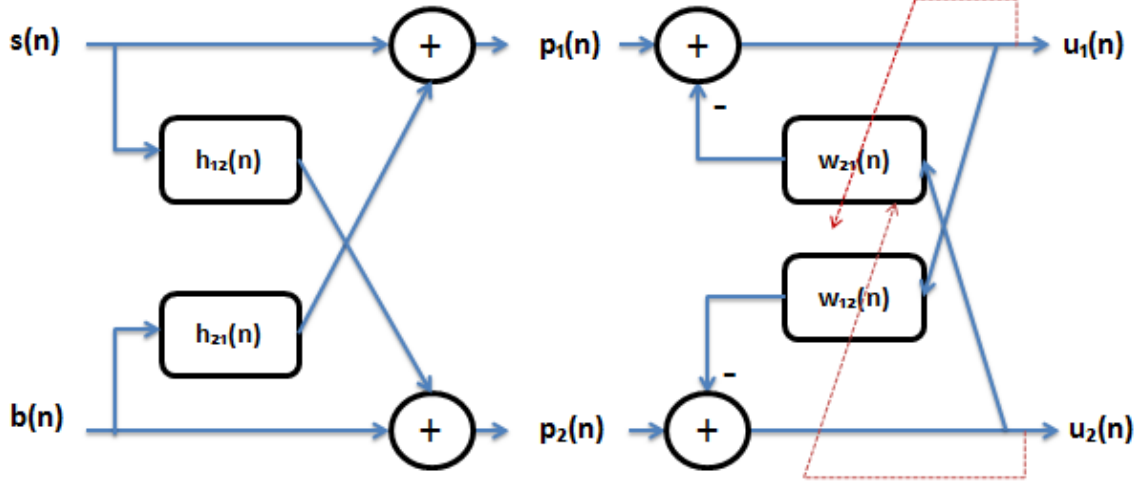 s(n) + p₁(n) + u₁(n)
-
h₁₂(n) w₂₁(n)
h₂₁(n) w₁₂(n)
-
b(n) + p₂(n) + u₂(n)